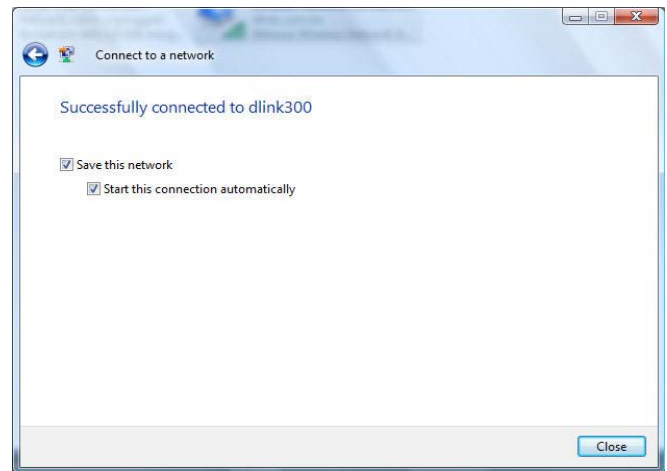 Connect to a network
Successfully connected to dlink300
Save this network
Start this connection automatically
Close